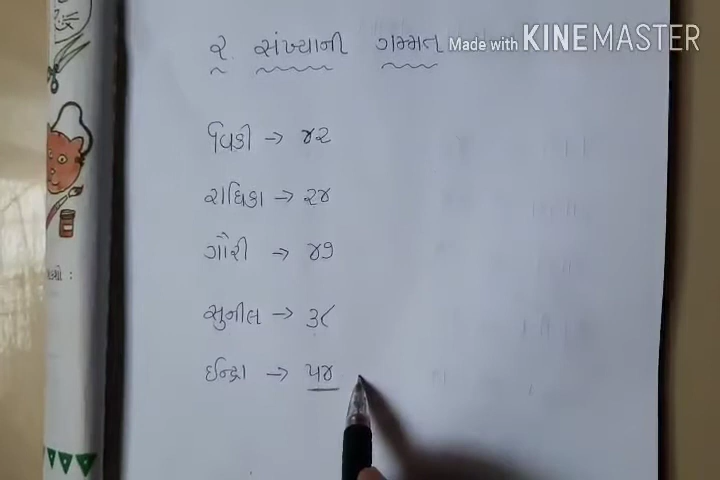 ૨ સંખ્યાની ગમ્મત
Made with KINEMASTER
વિકી → ૪૨
રાધિકા → ૨૪
ગૌરી → ૪૭
સુનીલ → ૩૮
ઈન્દ્રા → ૫૪